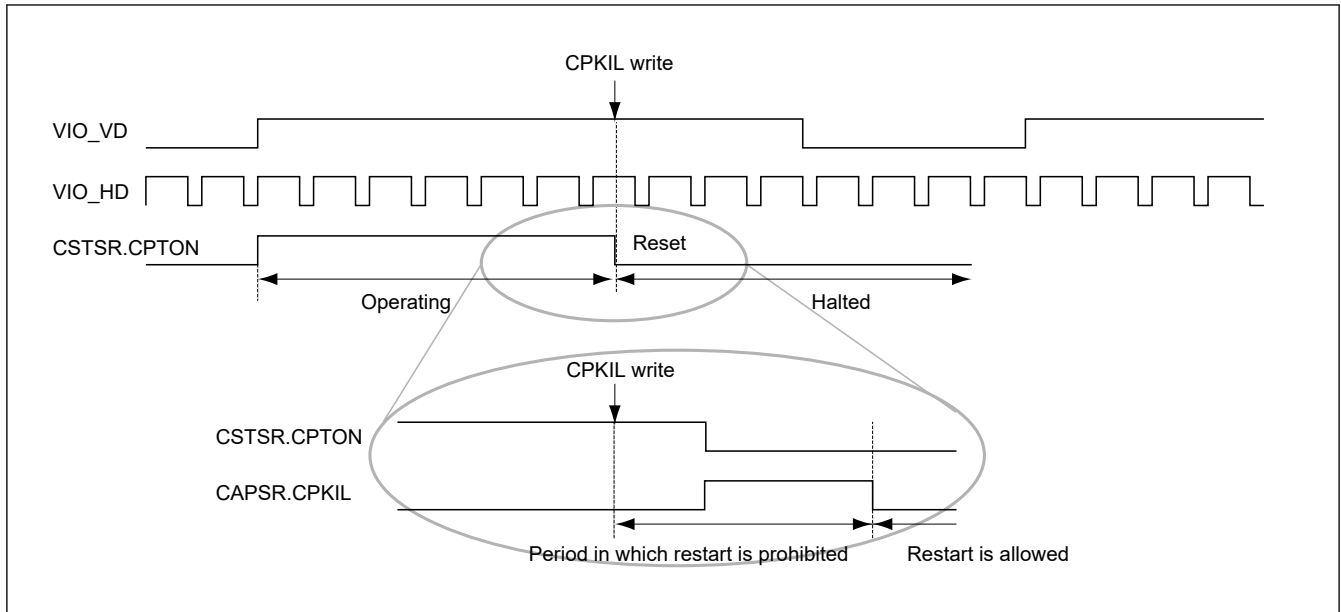 CPKIL write
VIO_VD
VIO_HD
CSTSR.CPTON
Reset
Operating
Halted
CPKIL write
CSTSR.CPTON
CAPSR.CPKIL
Period in which restart is prohibited
Restart is allowed